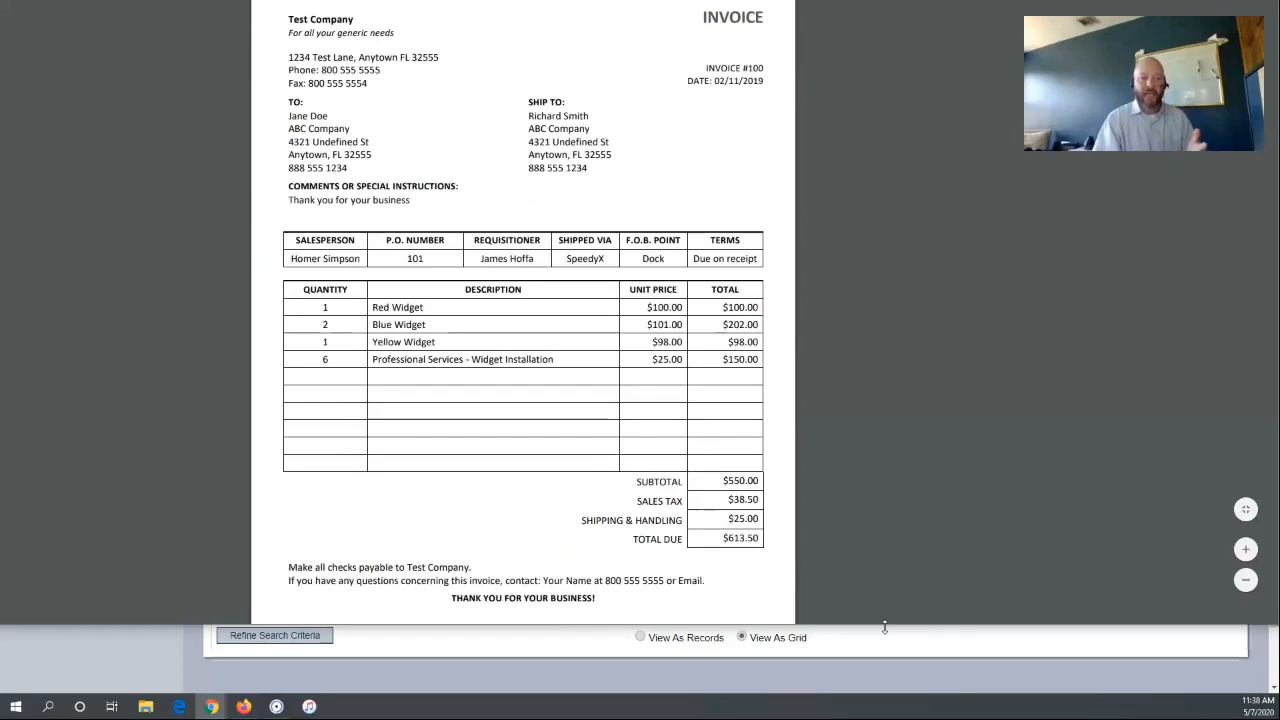 Test Company
INVOICE
For all your generic needs
1234 Test Lane, Anytown FL 32555
Phone: 800 555 5555
INVOICE #100
Fax: 800 555 5554
DATE: 02/11/2019
TO:
Jane Doe
ABC Company
4321 Undefined St
Anytown, FL 32555
888 555 1234
SHIP TO:
Richard Smith
ABC Company
4321 Undefined St
Anytown, FL 32555
888 555 1234
COMMENTS OR SPECIAL INSTRUCTIONS:
Thank you for your business
SALESPERSON P.O. NUMBER REQUISITIONER SHIPPED VIA F.O.B. POINT TERMS
Homer Simpson 101 James Hoffa SpeedyX Dock Due on receipt
QUANTITY DESCRIPTION UNIT PRICE TOTAL
1 Red Widget $100.00 $100.00
2 Blue Widget $101.00 $202.00
1 Yellow Widget $98.00 $98.00
6 Professional Services - Widget Installation $25.00 $150.00
SUBTOTAL $550.00
SALES TAX $38.50
SHIPPING & HANDLING $25.00
TOTAL DUE $613.50
Make all checks payable to Test Company.
If you have any questions concerning this invoice, contact: Your Name at 800 555 5555 or Email.
THANK YOU FOR YOUR BUSINESS!
Refine Search Criteria View As Records View As Grid
11:38 AM
5/7/2020